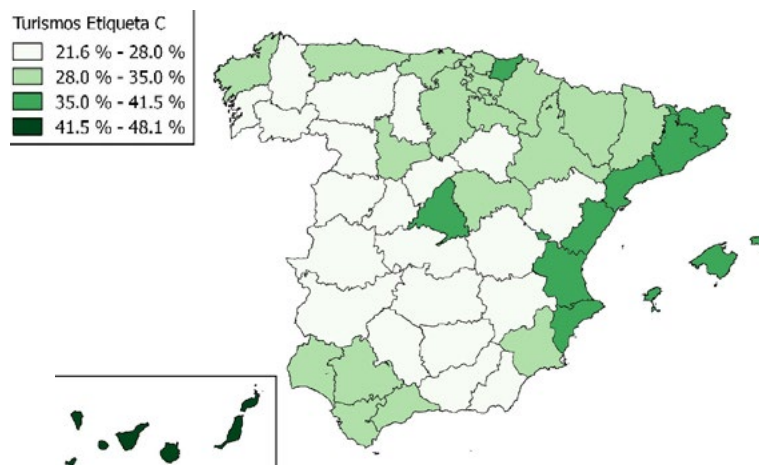 Turismos Etiqueta C
21.6 % - 28.0 %
28.0 % - 35.0 %
35.0 % - 41.5 %
41.5 % - 48.1 %